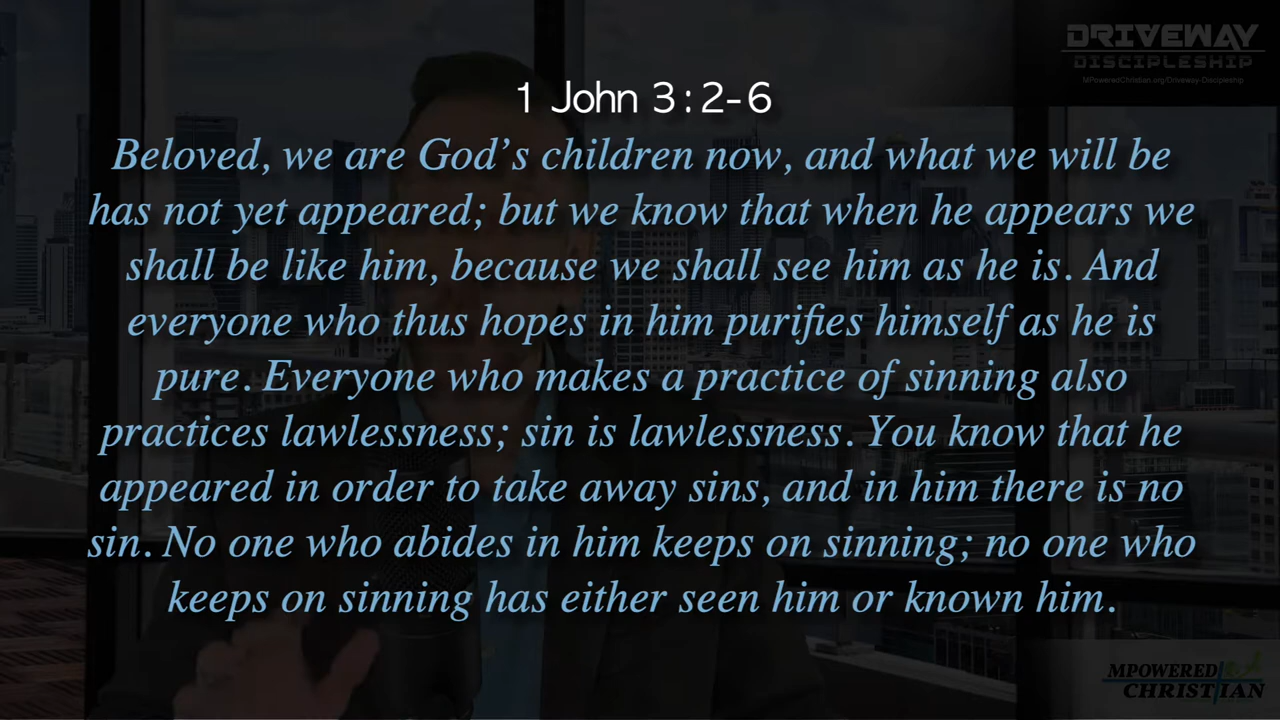 DRIVEWAY
DISCIPLESHIP
MPoweredChristian.org/Driveway-Discipleship
1 John 3:2-6
Beloved, we are God’s children now, and what we will be
has not yet appeared; but we know that when he appears we
shall be like him, because we shall see him as he is. And
everyone who thus hopes in him purifies himself as he is
pure. Everyone who makes a practice of sinning also
practices lawlessness; sin is lawlessness. You know that he
appeared in order to take away sins, and in him there is no
sin. No one who abides in him keeps on sinning; no one who
keeps on sinning has either seen him or known him.
MPOWERED
CHRISTIAN